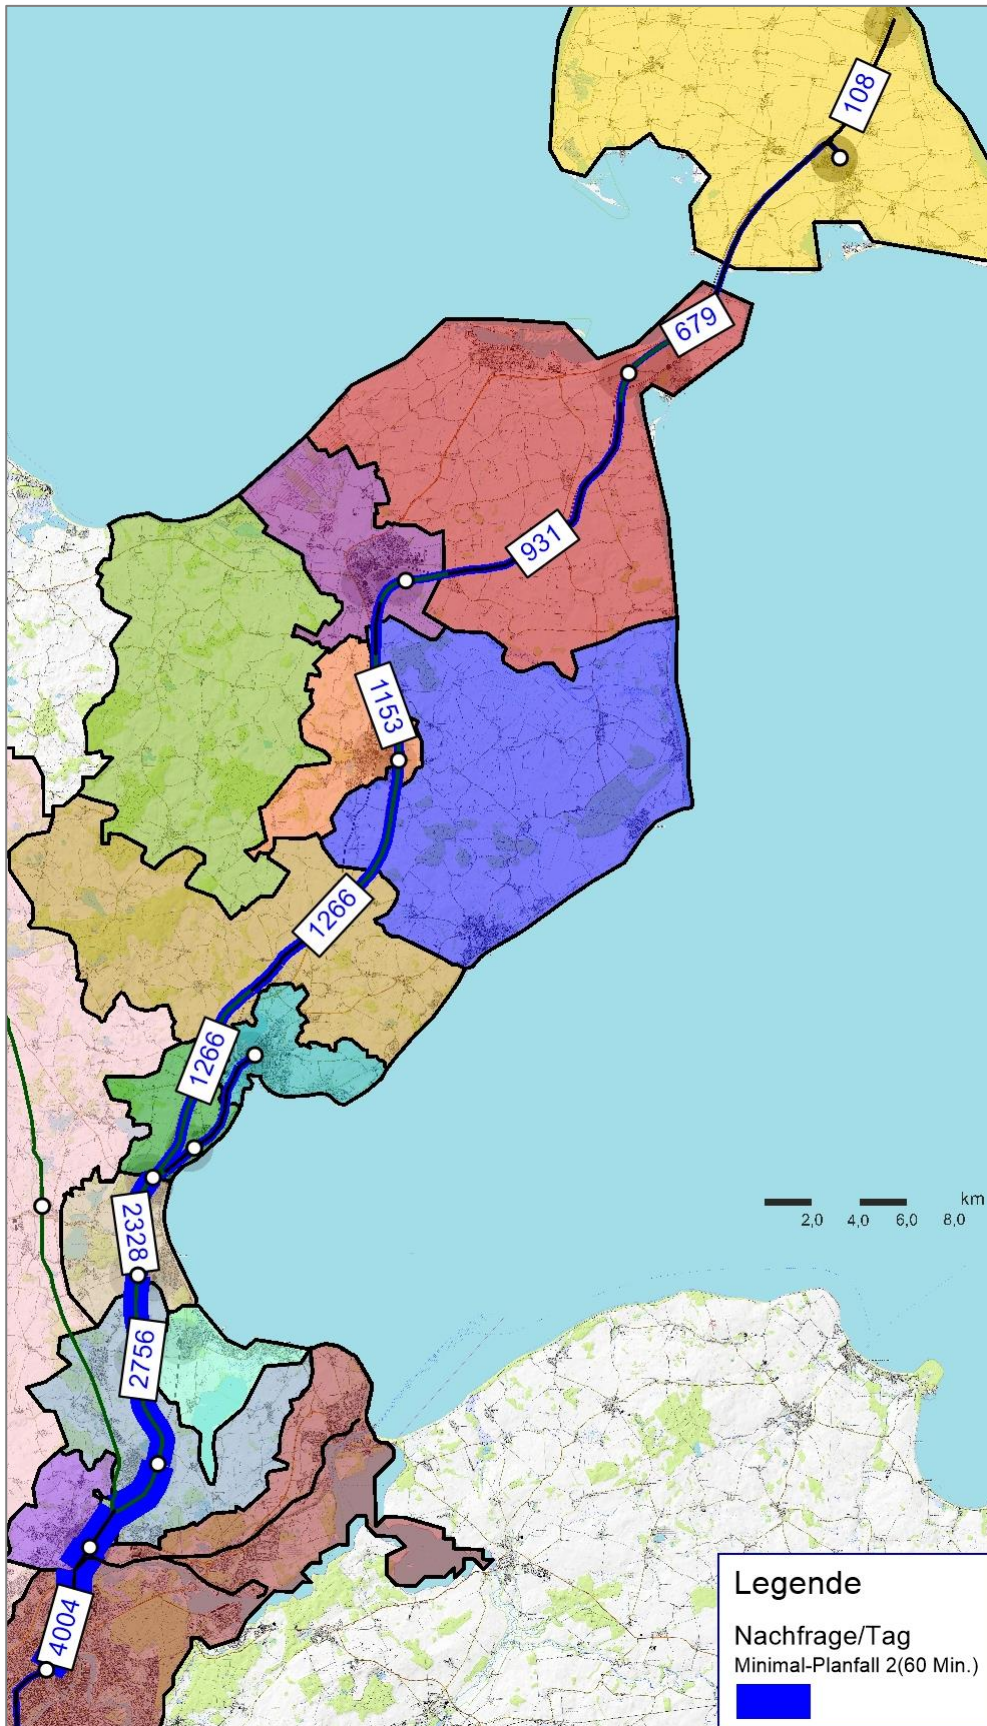 108
679
931
1153
1266
1266
km
2,0 4,0 6,0 8,0
2328
2756
4004
Legende
Nachfrage/Tag
Minimal-Planfall 2(60 Min.)